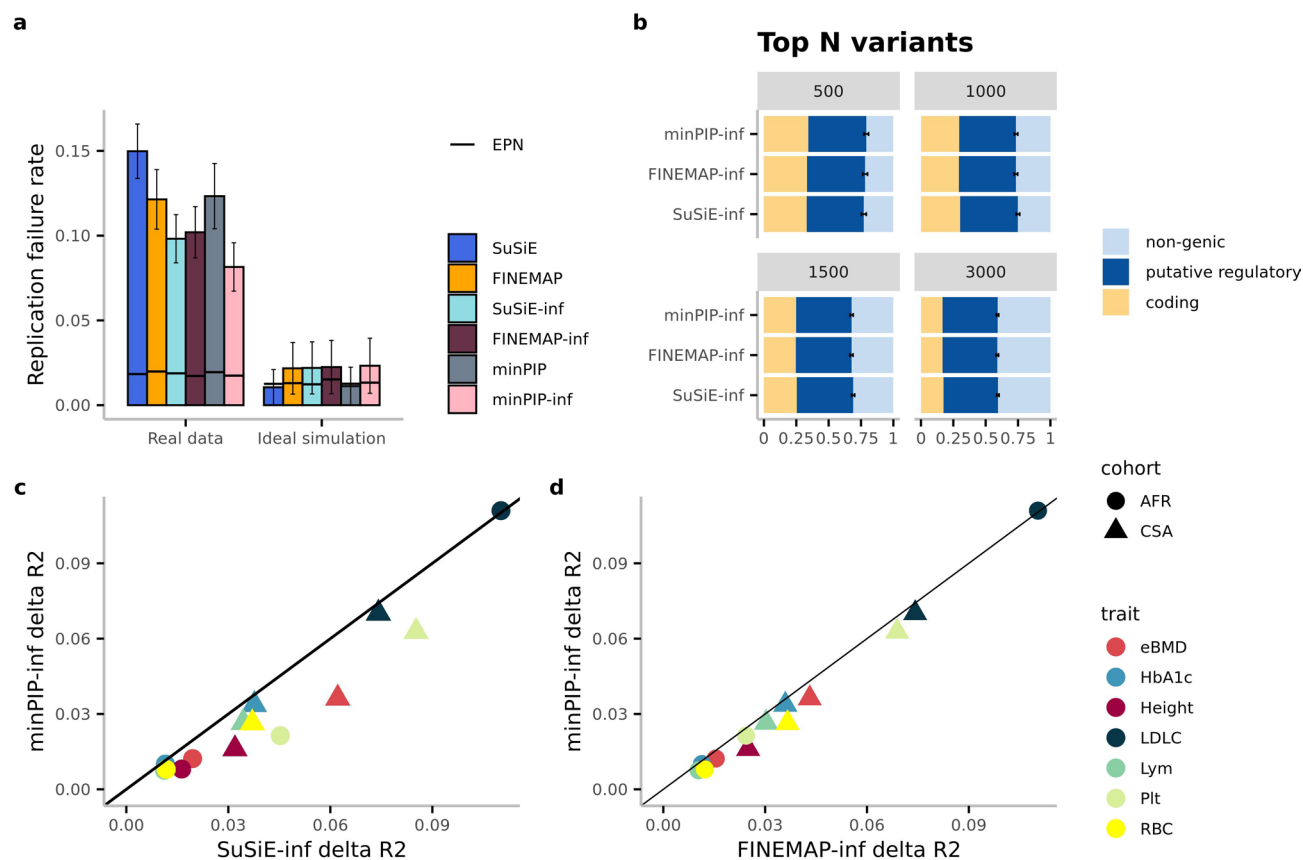 a
Replication failure rate
0.15
0.10
0.05
0.00
Real data
Ideal simulation
EPN
SuSiE
FINEMAP
SuSiE-inf
FINEMAP-inf
minPIP
minPIP-inf
b
Top N variants
500
1000
minPIP-inf
FINEMAP-inf
SuSiE-inf
1500
3000
minPIP-inf
FINEMAP-inf
SuSiE-inf
0 0.25 0.5 0.75 1
0 0.25 0.5 0.75 1
non-genic
putative regulatory
coding
c
minPIP-inf delta R2
0.09
0.06
0.03
0.00
0.00 0.03 0.06 0.09
SuSiE-inf delta R2
d
minPIP-inf delta R2
0.09
0.06
0.03
0.00
0.00 0.03 0.06 0.09
FINEMAP-inf delta R2
cohort
AFR
CSA
trait
eBMD
HbA1c
Height
LDLC
Lym
Plt
RBC